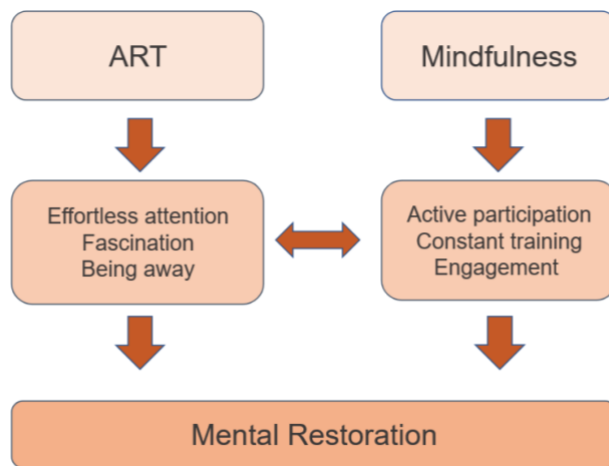 ART
Mindfulness
Effortless attention
Fascination
Being away
Active participation
Constant training
Engagement
Mental Restoration